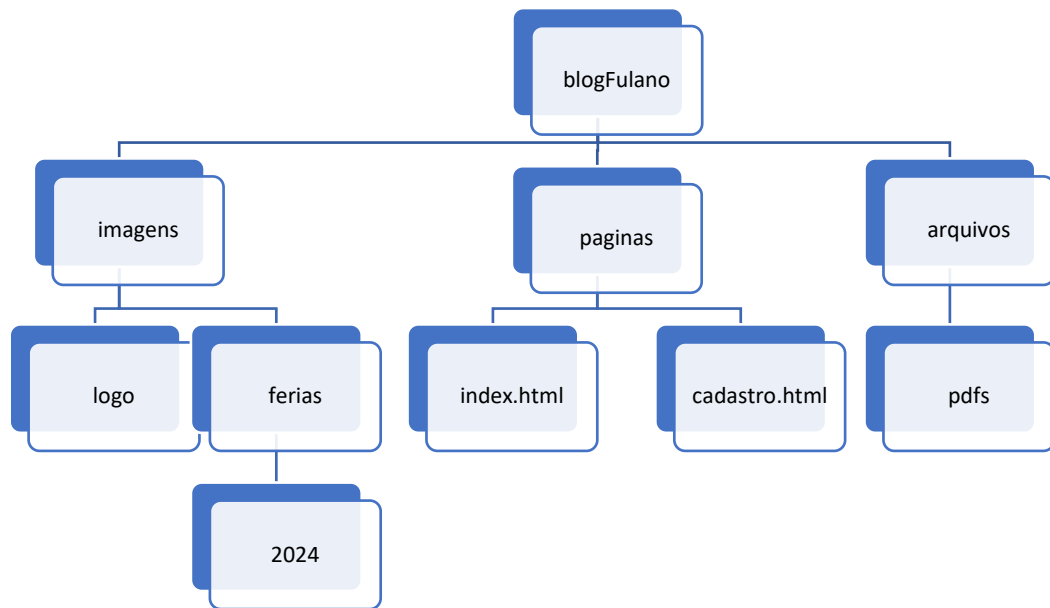 blogFulano
imagens
paginas
arquivos
logo
ferias
index.html
cadastro.html
pdfs
2024